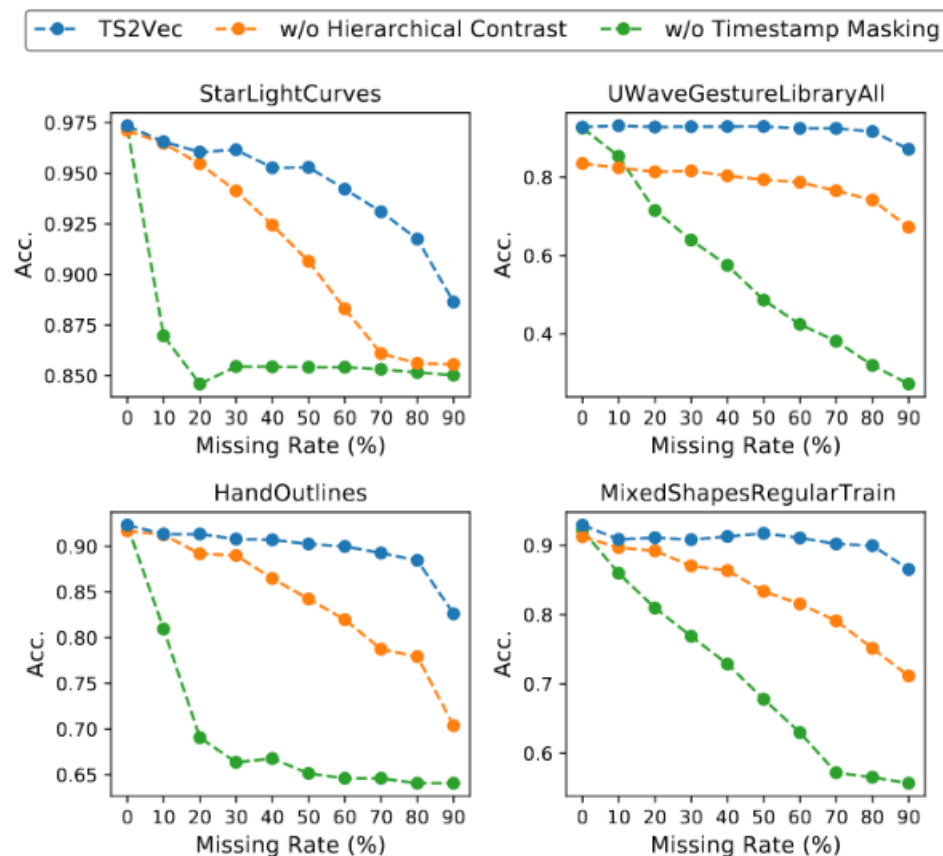 TS2Vec w/o Hierarchical Contrast w/o Timestamp Masking
StarLightCurves
0.975
0.950
0.925
0.900
0.875
0.850
Acc.
0 10 20 30 40 50 60 70 80 90
Missing Rate (%)
UWaveGestureLibraryAll
0.8
0.6
0.4
Acc.
0 10 20 30 40 50 60 70 80 90
Missing Rate (%)
HandOutlines
0.90
0.85
0.80
0.75
0.70
0.65
Acc.
0 10 20 30 40 50 60 70 80 90
Missing Rate (%)
MixedShapesRegularTrain
0.9
0.8
0.7
0.6
Acc.
0 10 20 30 40 50 60 70 80 90
Missing Rate (%)